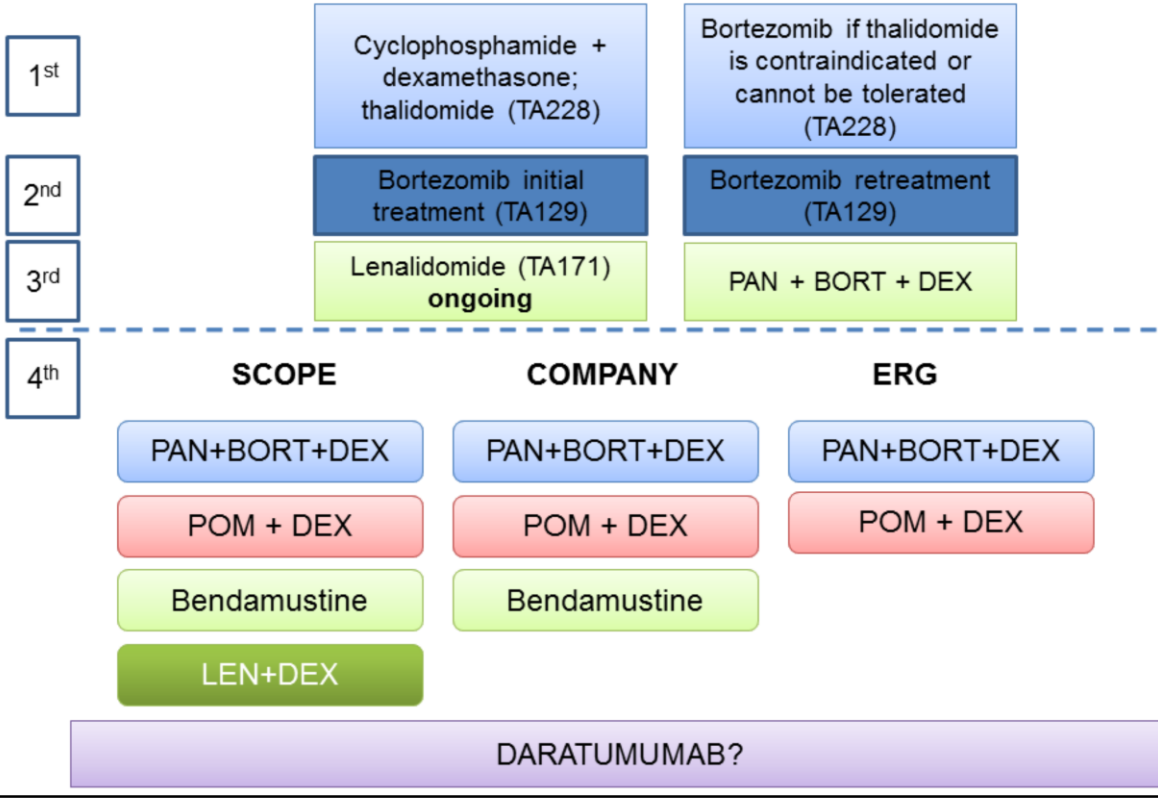 1st
Cyclophosphamide +
dexamethasone;
thalidomide (TA228)
Bortezomib if thalidomide
is contraindicated or
cannot be tolerated
(TA228)
2nd
Bortezomib initial
treatment (TA129)
Bortezomib retreatment
(TA129)
3rd
Lenalidomide (TA171)
ongoing
PAN + BORT + DEX
4th
SCOPE
COMPANY
ERG
PAN+BORT+DEX
PAN+BORT+DEX
PAN+BORT+DEX
POM + DEX
POM + DEX
POM + DEX
Bendamustine
Bendamustine
LEN+DEX
DARATUMUMAB?